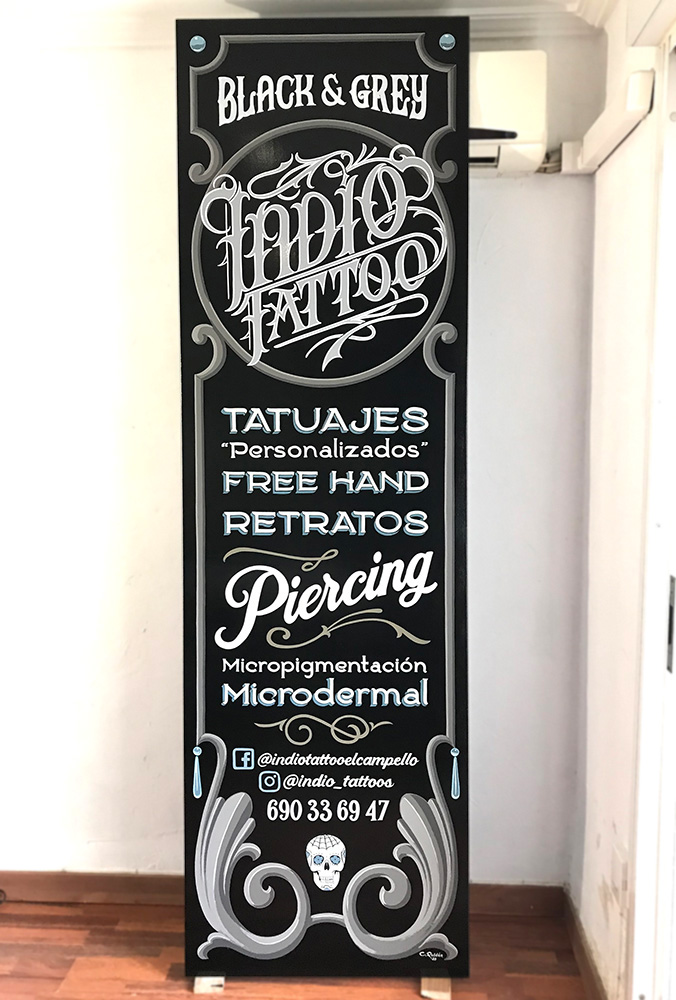 BLACK & GREY
INDIO
TATTOO
TATUAJES
"Personalizados"
FREE HAND
RETRATOS
Piercing
Micropigmentación
Microdermal
@indiotattooelcampello
@indio_tattoos
690 33 69 47